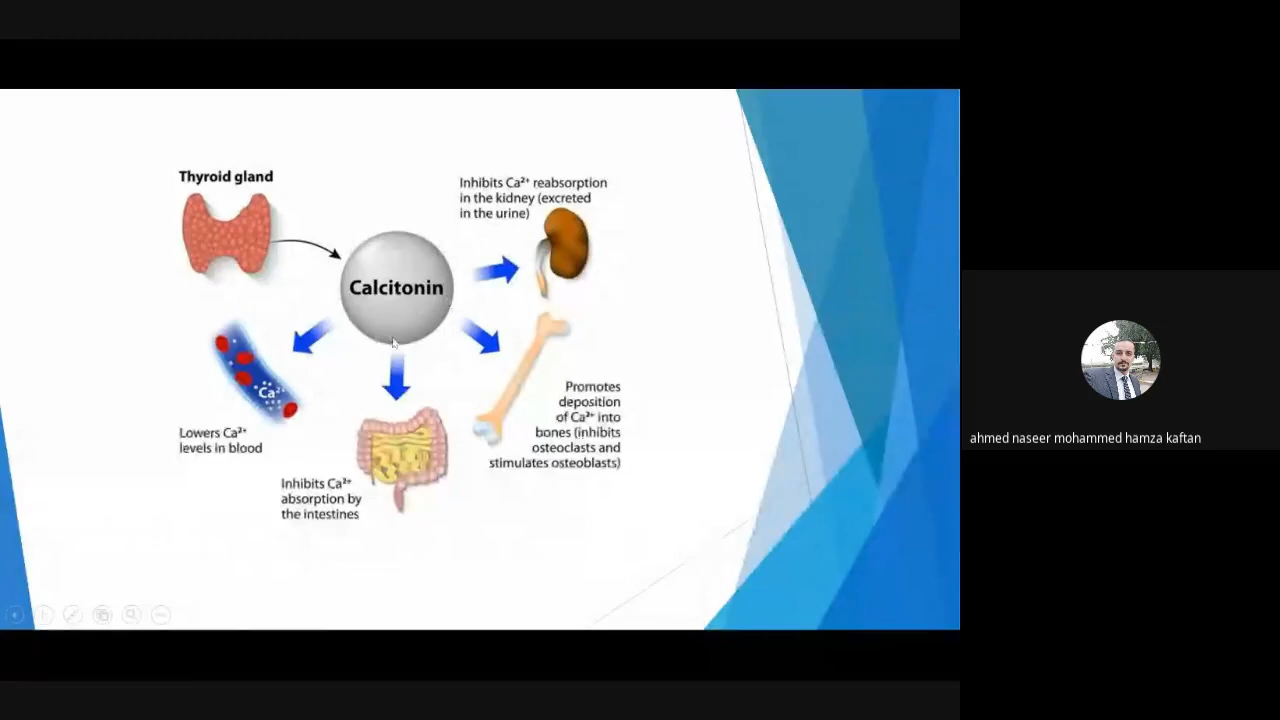 Thyroid gland
Calcitonin
Inhibits Ca²⁺ reabsorption
in the kidney (excreted
in the urine)
Ca²⁺
Lowers Ca²⁺
levels in blood
Inhibits Ca²⁺
absorption by
the intestines
Promotes
deposition
of Ca²⁺ into
bones (inhibits
osteoclasts and
stimulates osteoblasts)
ahmed naseer mohammed hamza kaftan